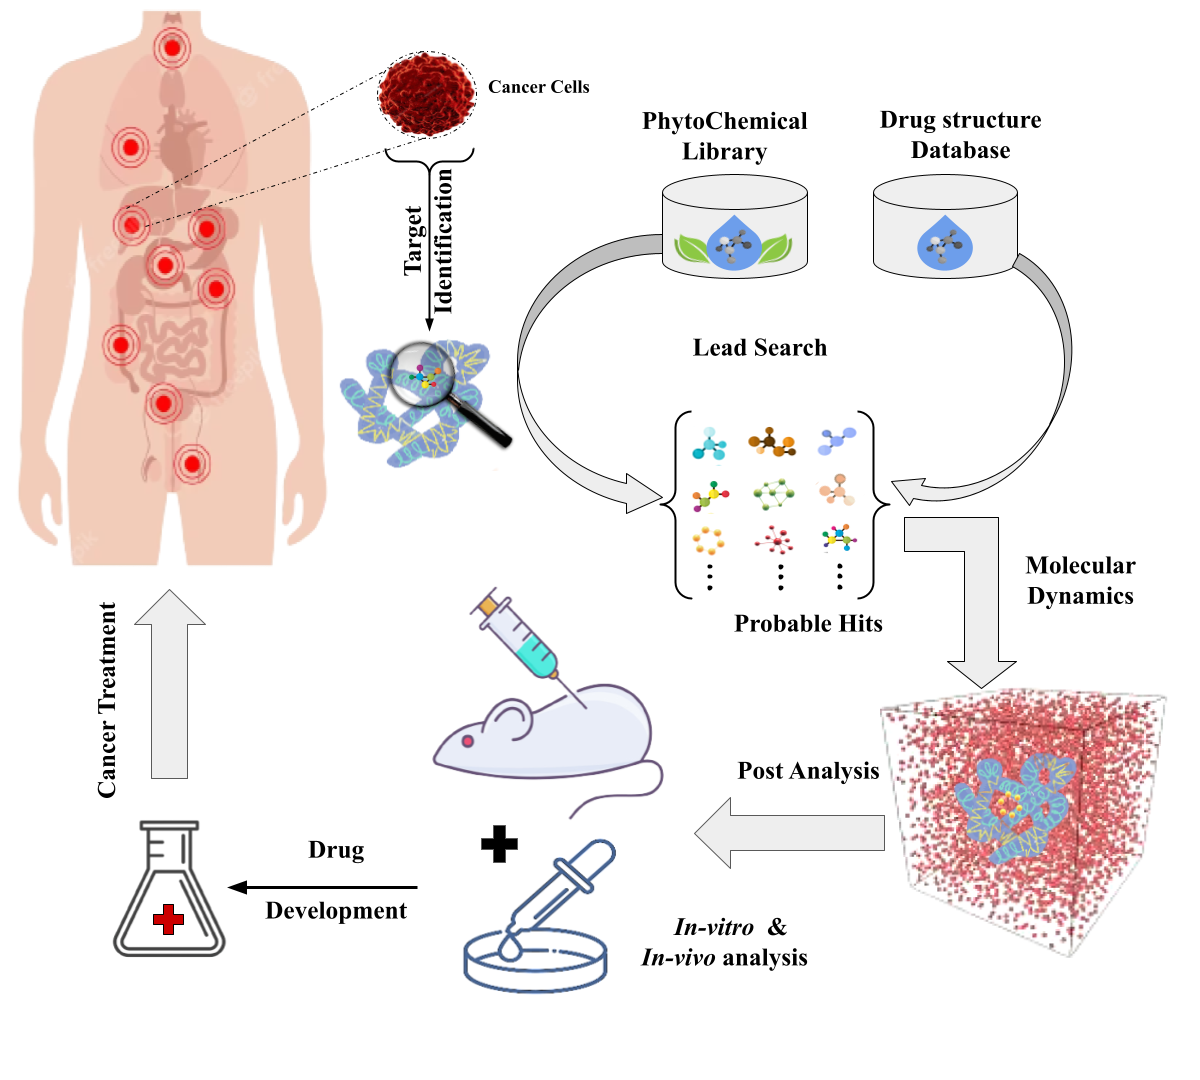 Cancer Cells
PhytoChemical
Library
Drug structure
Database
Target
Identification
Lead Search
Probable Hits
Molecular
Dynamics
Post Analysis
In-vitro & 
In-vivo analysis
Drug
Development
Cancer Treatment